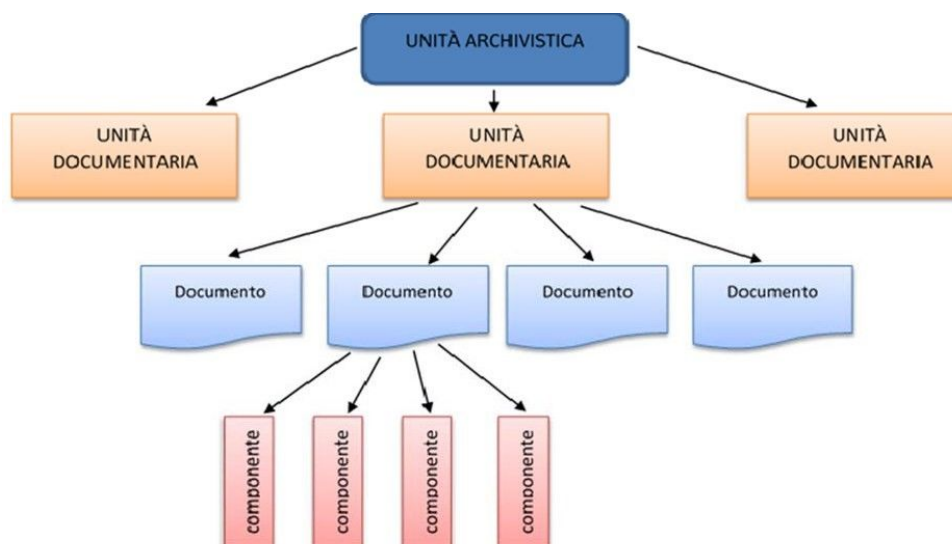 UNITÀ ARCHIVISTICA
UNITÀ
DOCUMENTARIA
UNITÀ
DOCUMENTARIA
UNITÀ
DOCUMENTARIA
Documento
Documento
Documento
Documento
componente
componente
componente
componente